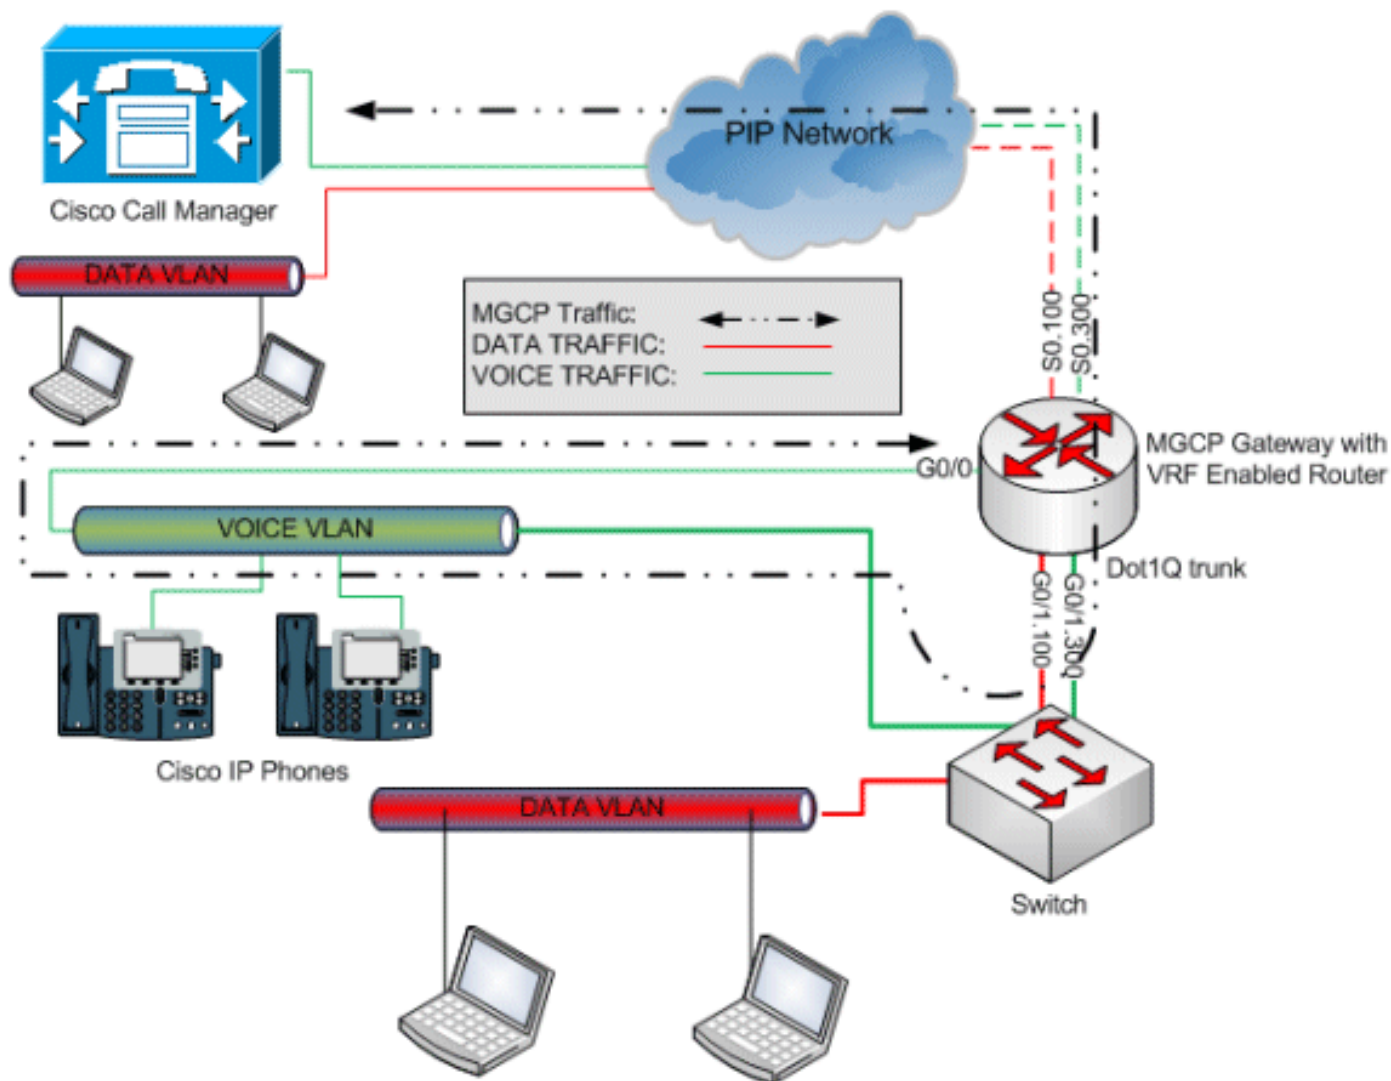 PIP Network
Cisco Call Manager
DATA VLAN
MGCP Traffic:
DATA TRAFFIC:
VOICE TRAFFIC:
S0.100
S0.300
MGCP Gateway with
VRF Enabled Router
G0/0
VOICE VLAN
Dot1Q trunk
G0/1.100
G0/1.300
Cisco IP Phones
DATA VLAN
Switch